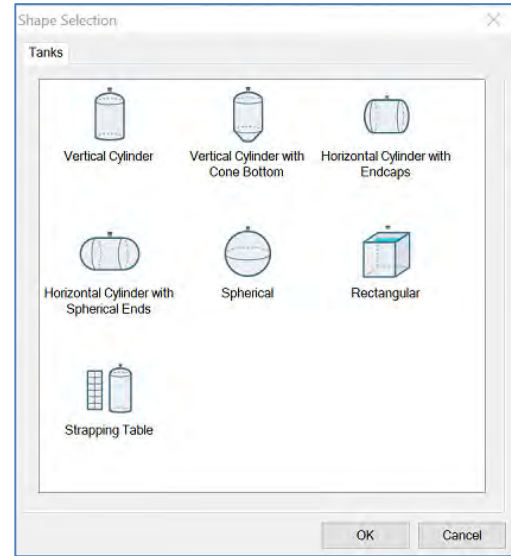 Shape Selection
Tanks
Vertical Cylinder
Vertical Cylinder with
Cone Bottom
Horizontal Cylinder with
Endcaps
Horizontal Cylinder with
Spherical Ends
Spherical
Rectangular
Strapping Table
OK
Cancel